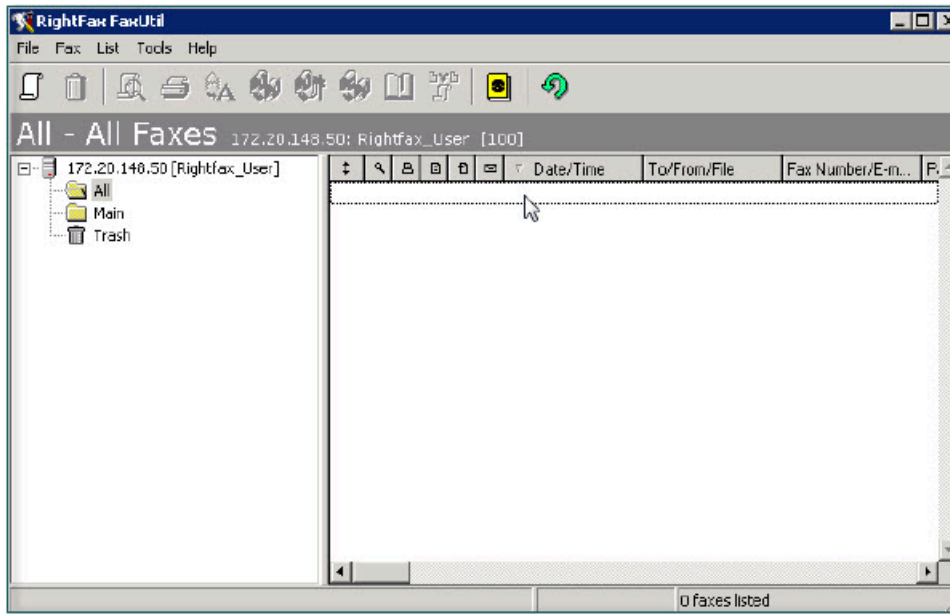 RightFax FaxUtil
File Fax List Tools Help
All - All Faxes 172.20.148.50: Rightfax_User [100]
172.20.148.50 [Rightfax_User]
All
Main
Trash
Date/Time To/From/File Fax Number/E-m... P.
0 faxes listed